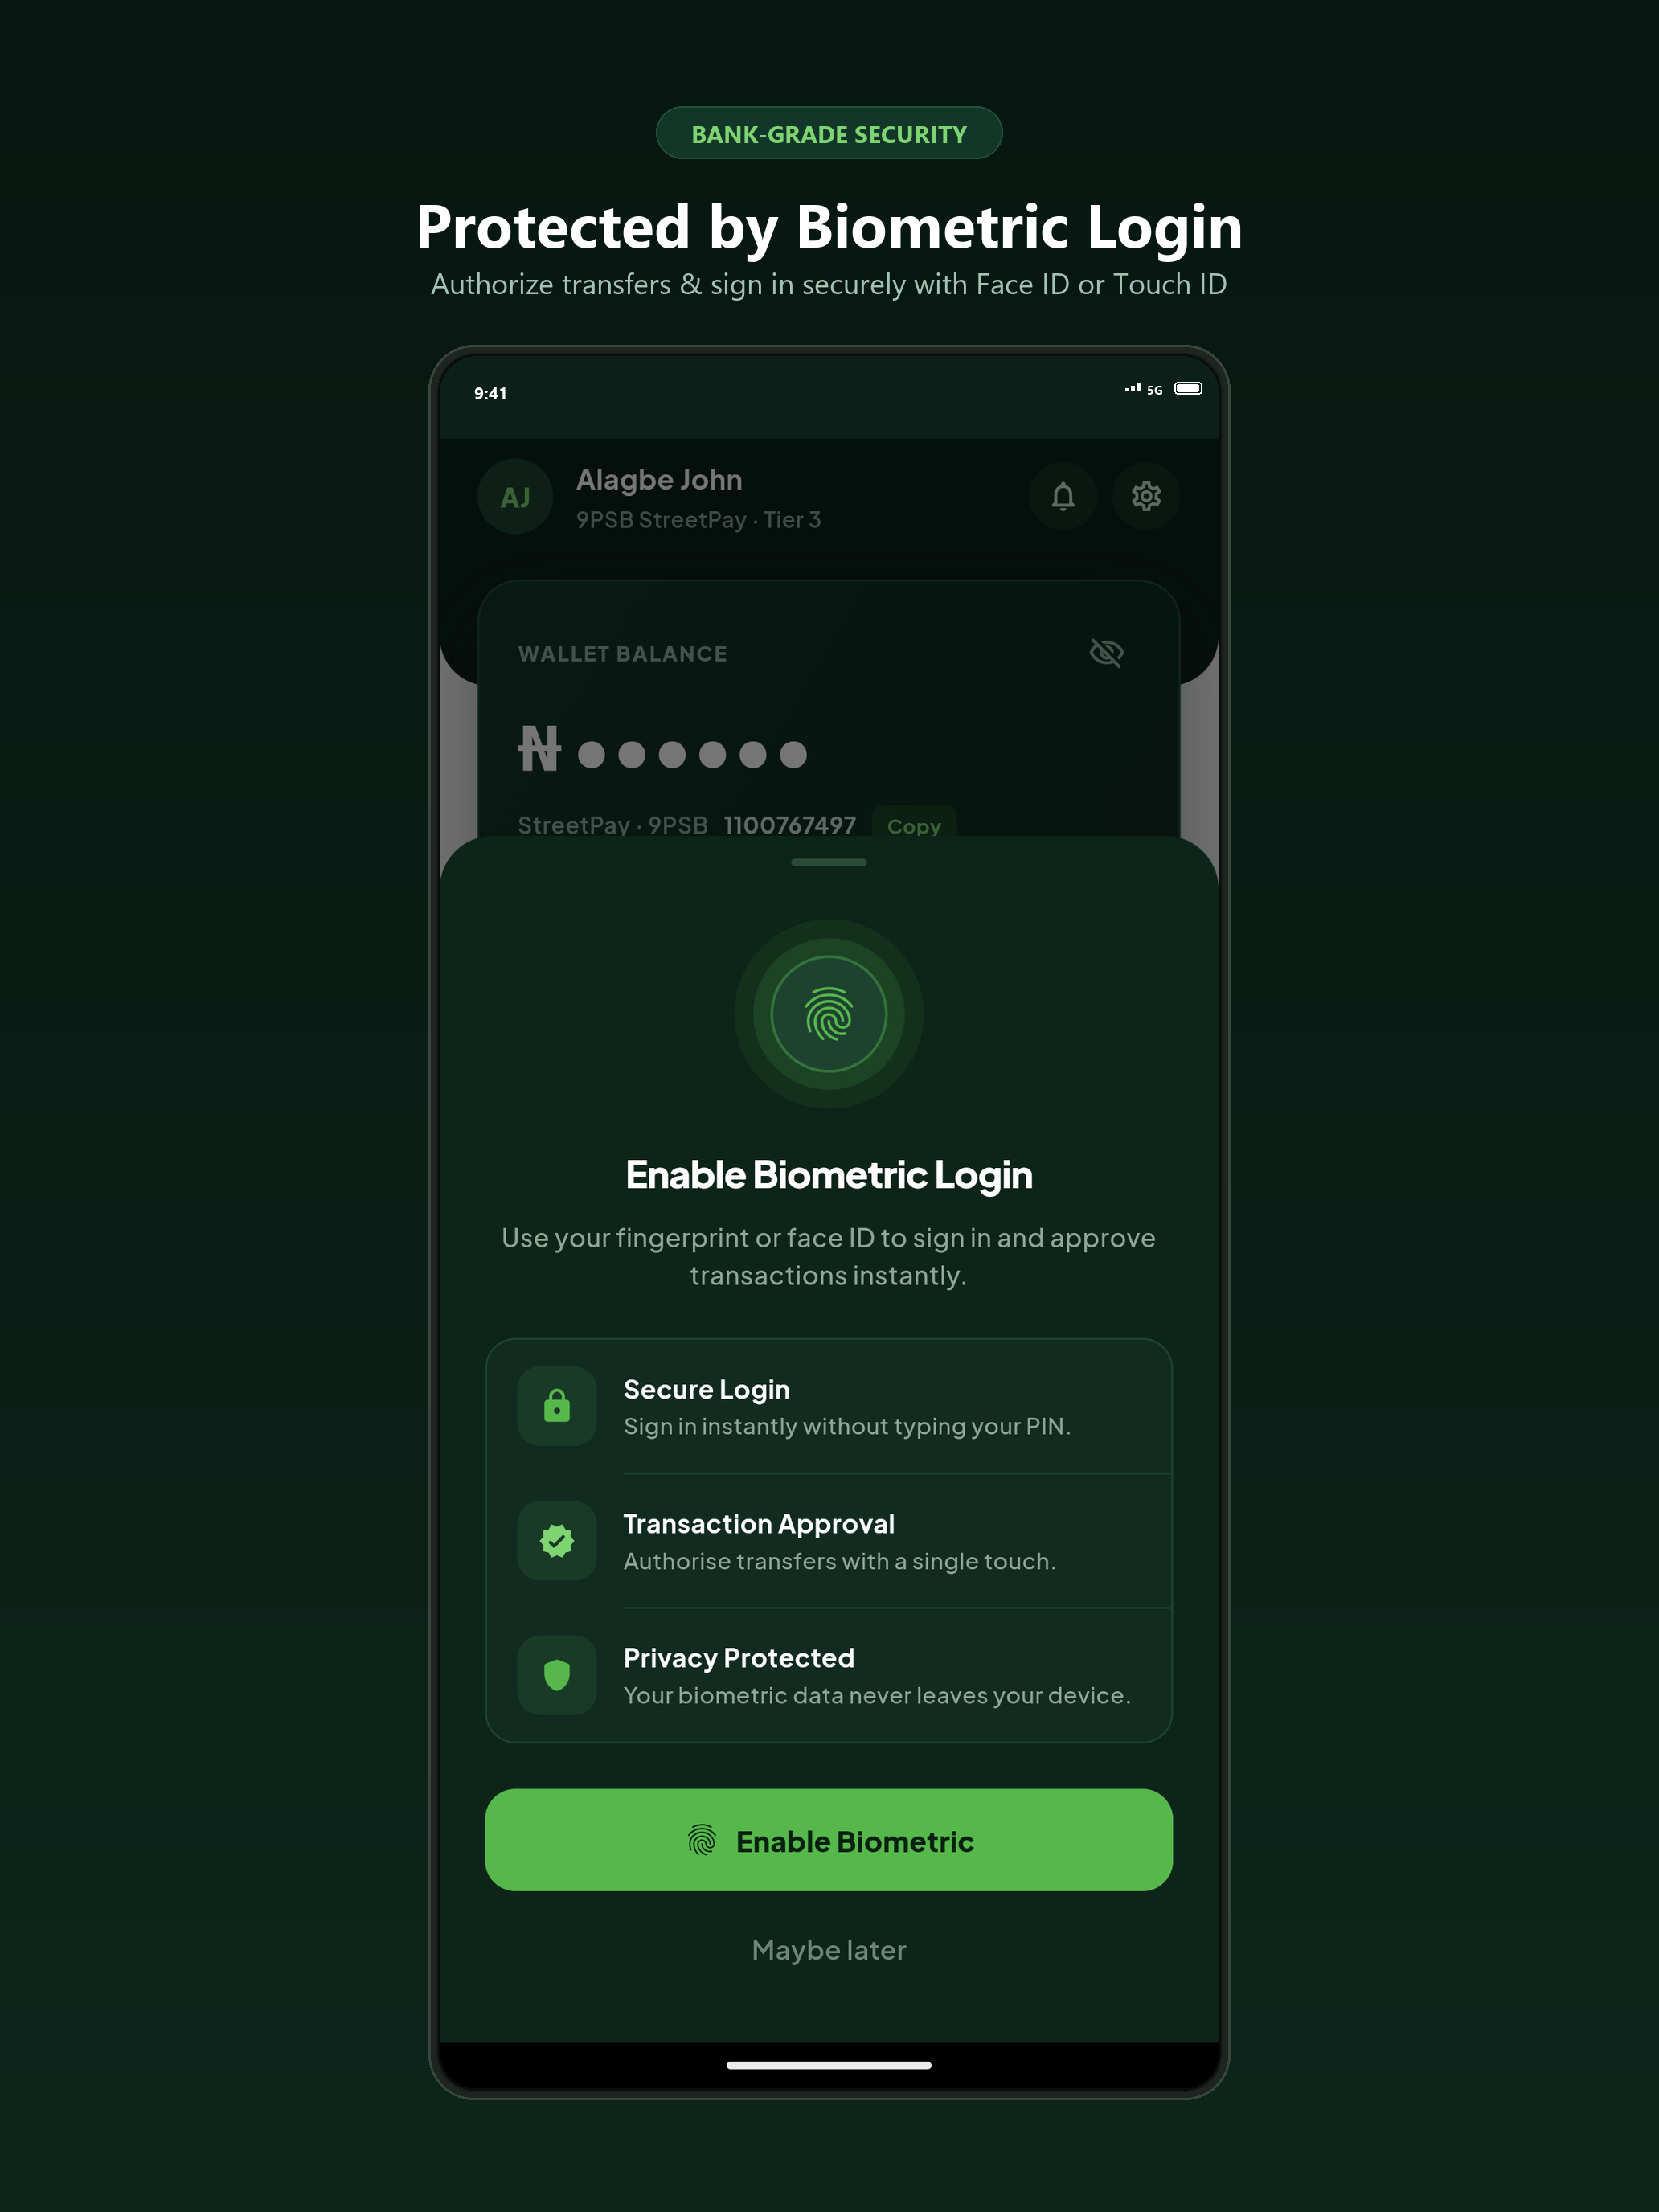 BANK-GRADE SECURITY
Protected by Biometric Login
Authorize transfers & sign in securely with Face ID or Touch ID
9:41
5G
AJ
Alagbe John
9PSB StreetPay · Tier 3
WALLET BALANCE
₦ ●●●●●●
StreetPay · 9PSB 1100767497 Copy
Enable Biometric Login
Use your fingerprint or face ID to sign in and approve
transactions instantly.
Secure Login
Sign in instantly without typing your PIN.
Transaction Approval
Authorise transfers with a single touch.
Privacy Protected
Your biometric data never leaves your device.
Enable Biometric
Maybe later